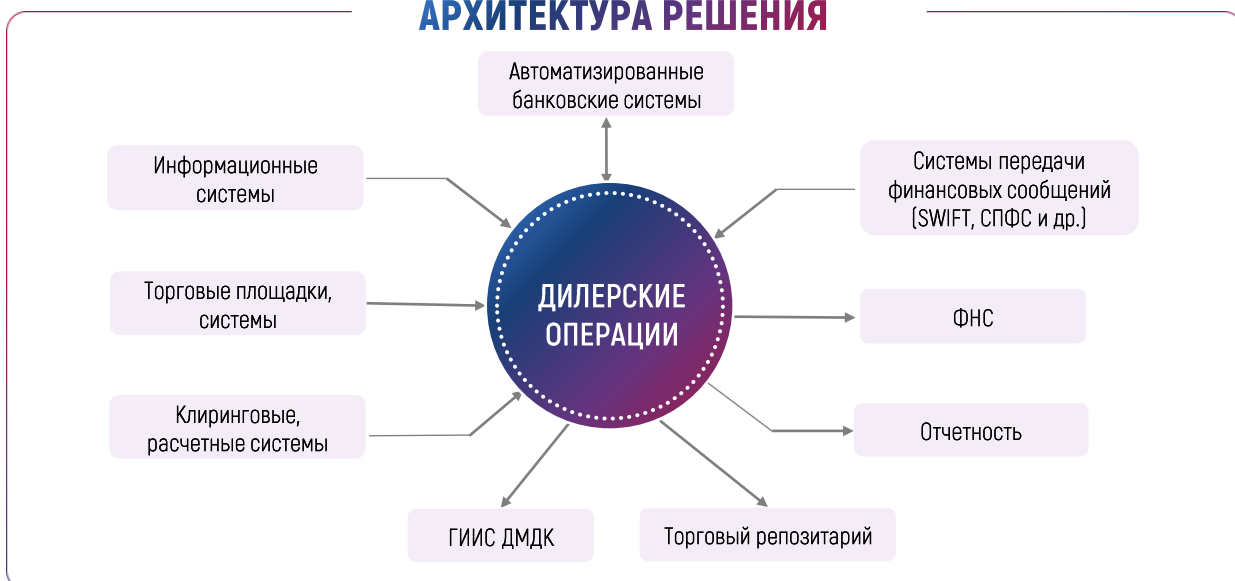 АРХИТЕКТУРА РЕШЕНИЯ
Автоматизированные
банковские системы
Информационные
системы
Системы передачи
финансовых сообщений
(SWIFT, СПФС и др.)
Торговые площадки,
системы
ДИЛЕРСКИЕ
ОПЕРАЦИИ
ФНС
Клиринговые,
расчетные системы
Отчетность
ГИИС ДМДК
Торговый репозитарий